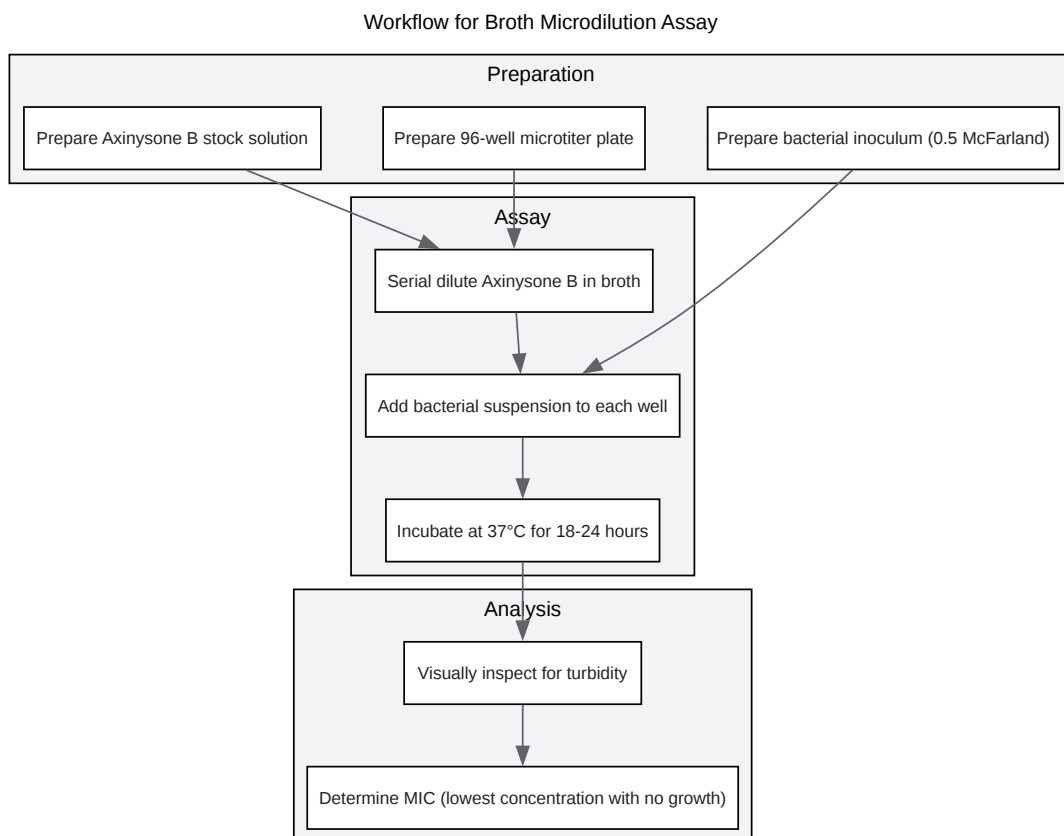 Workflow for Broth Microdilution Assay
Preparation
Prepare Axinysone B stock solution
Prepare 96-well microtiter plate
Prepare bacterial inoculum (0.5 McFarland)
Assay
Serial dilute Axinysone B in broth
Add bacterial suspension to each well
Incubate at 37°C for 18-24 hours
Analysis
Visually inspect for turbidity
Determine MIC (lowest concentration with no growth)